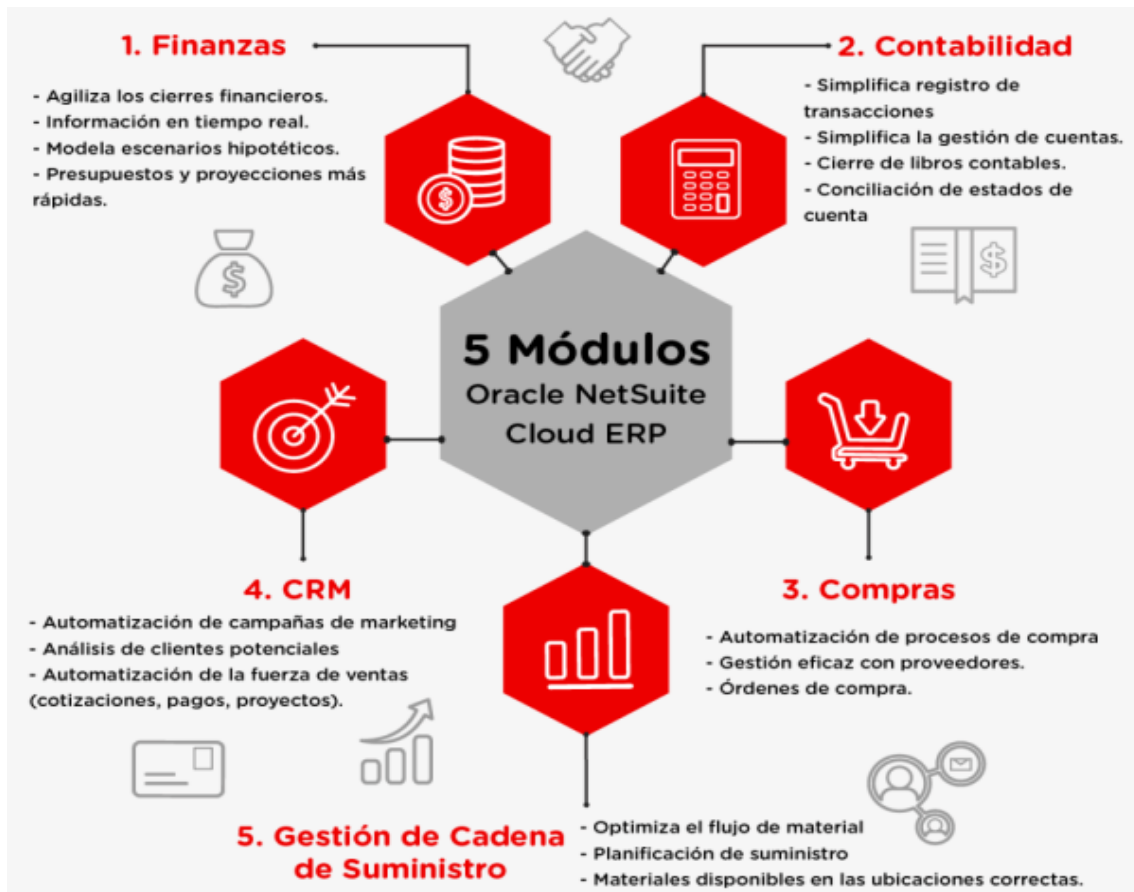 1. Finanzas
- Agiliza los cierres financieros.
- Información en tiempo real.
- Modela escenarios hipotéticos.
- Presupuestos y proyecciones más
rápidas.
2. Contabilidad
- Simplifica registro de
transacciones
- Simplifica la gestión de cuentas.
- Cierre de libros contables.
- Conciliación de estados de
cuenta
5 Módulos
Oracle NetSuite
Cloud ERP
3. Compras
- Automatización de procesos de compra
- Gestión eficaz con proveedores.
- Órdenes de compra.
4. CRM
- Automatización de campañas de marketing
- Análisis de clientes potenciales
- Automatización de la fuerza de ventas
(cotizaciones, pagos, proyectos).
5. Gestión de Cadena
de Suministro
- Optimiza el flujo de material
- Planificación de suministro
- Materiales disponibles en las ubicaciones correctas.